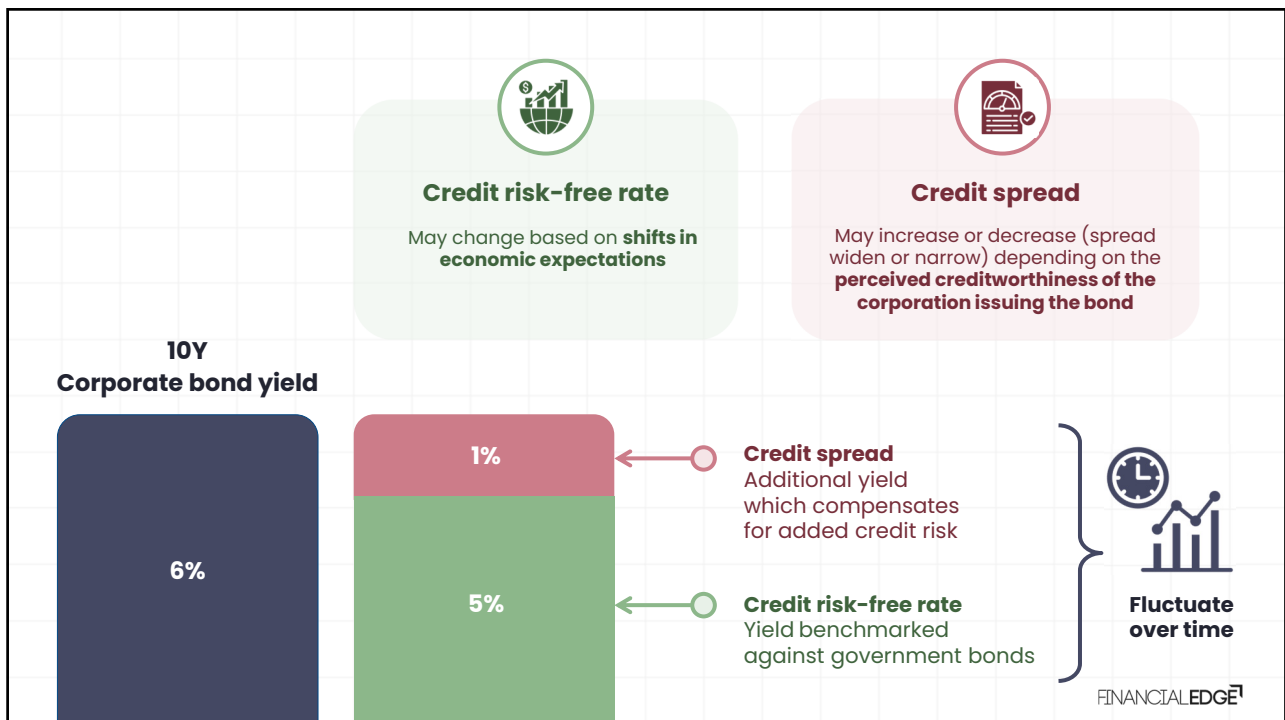 $
Credit risk-free rate
May change based on shifts in
economic expectations
Credit spread
May increase or decrease (spread
widen or narrow) depending on the
perceived creditworthiness of the
corporation issuing the bond
10Y
Corporate bond yield
6%
1%
5%
Credit spread
Additional yield
which compensates
for added credit risk
Credit risk-free rate
Yield benchmarked
against government bonds
Fluctuate
over time
FINANCIALEDGE